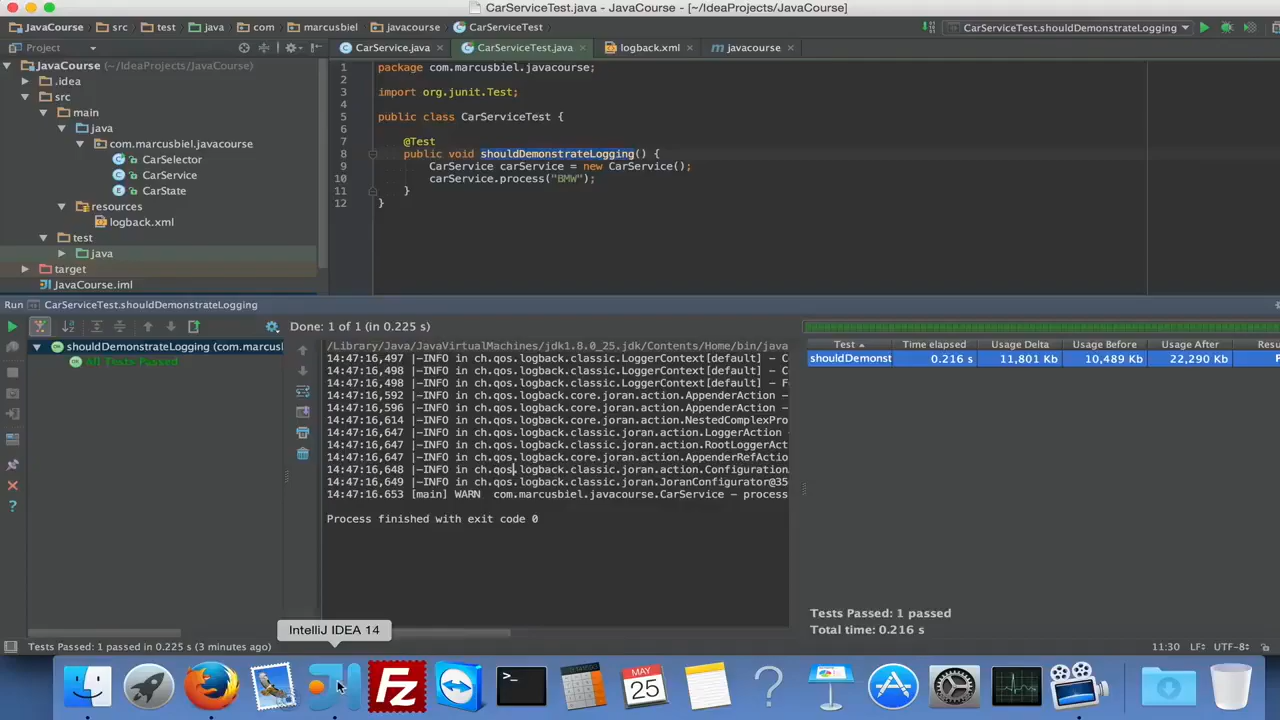 CarServiceTest.java - JavaCourse - [~/IdeaProjects/JavaCourse]
JavaCourse src test java com marcusbiel javacourse CarServiceTest CarServiceTest.shouldDemonstrateLogging
Project CarService.java CarServiceTest.java logback.xml m javacourse
JavaCourse (~/IdeaProjects/JavaCourse)
.idea
src
main
java
com.marcusbiel.javacourse
CarSelector
CarService
CarState
resources
logback.xml
test
java
target
JavaCourse.iml
1 package com.marcusbiel.javacourse;
2
3 import org.junit.Test;
4
5 public class CarServiceTest {
6
7 @Test
8 public void shouldDemonstrateLogging() {
9 CarService carService = new CarService();
10 carService.process("BMW");
11 }
12 }
Run CarServiceTest.shouldDemonstrateLogging
Done: 1 of 1 (in 0.225 s)
shouldDemonstrateLogging (com.marcusl
All Tests Passed
/Library/Java/JavaVirtualMachines/jdk1.8.0_25.jdk/Contents/Home/bin/java
14:47:16,497 |-INFO in ch.qos.logback.classic.LoggerContext[default] - C
14:47:16,498 |-INFO in ch.qos.logback.classic.LoggerContext[default] - C
14:47:16,498 |-INFO in ch.qos.logback.classic.LoggerContext[default] - F
14:47:16,592 |-INFO in ch.qos.logback.core.joran.action.AppenderAction -
14:47:16,596 |-INFO in ch.qos.logback.core.joran.action.AppenderAction -
14:47:16,614 |-INFO in ch.qos.logback.core.joran.action.NestedComplexPro
14:47:16,647 |-INFO in ch.qos.logback.classic.joran.action.LoggerAction -
14:47:16,647 |-INFO in ch.qos.logback.classic.joran.action.RootLoggerAct
14:47:16,647 |-INFO in ch.qos.logback.core.joran.action.AppenderRefActio
14:47:16,648 |-INFO in ch.qos.logback.classic.joran.action.Configuration
14:47:16,649 |-INFO in ch.qos.logback.classic.joran.JoranConfigurator@35
14:47:16.653 [main] WARN com.marcusbiel.javacourse.CarService - process
Process finished with exit code 0
Test Time elapsed Usage Delta Usage Before Usage After Resu
shouldDemonst 0.216 s 11,801 Kb 10,489 Kb 22,290 Kb P
Tests Passed: 1 passed
Total time: 0.216 s
IntelliJ IDEA 14
Tests Passed: 1 passed in 0.225 s (3 minutes ago) 11:30 LF÷ UTF-8÷
Fz
>_
MAY
25
?